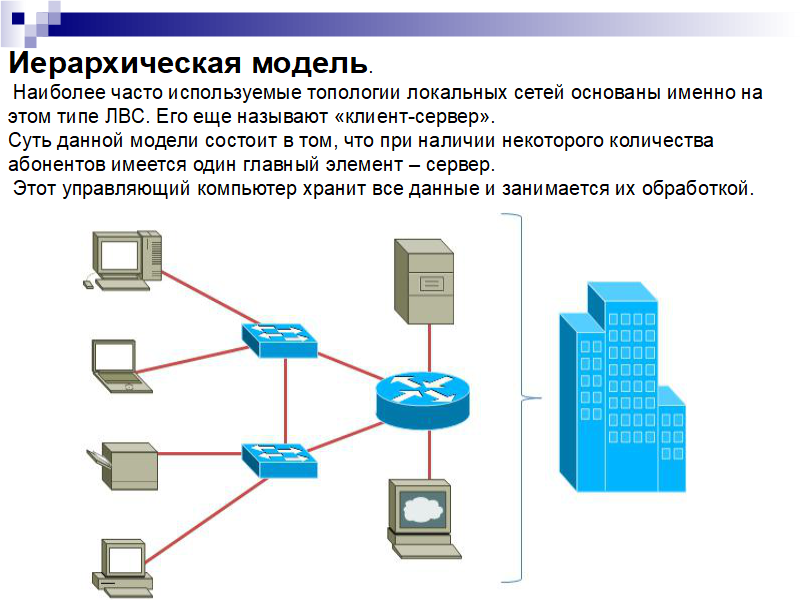 Иерархическая модель.
Наиболее часто используемые топологии локальных сетей основаны именно на
этом типе ЛВС. Его еще называют «клиент-сервер».
Суть данной модели состоит в том, что при наличии некоторого количества
абонентов имеется один главный элемент – сервер.
Этот управляющий компьютер хранит все данные и занимается их обработкой.